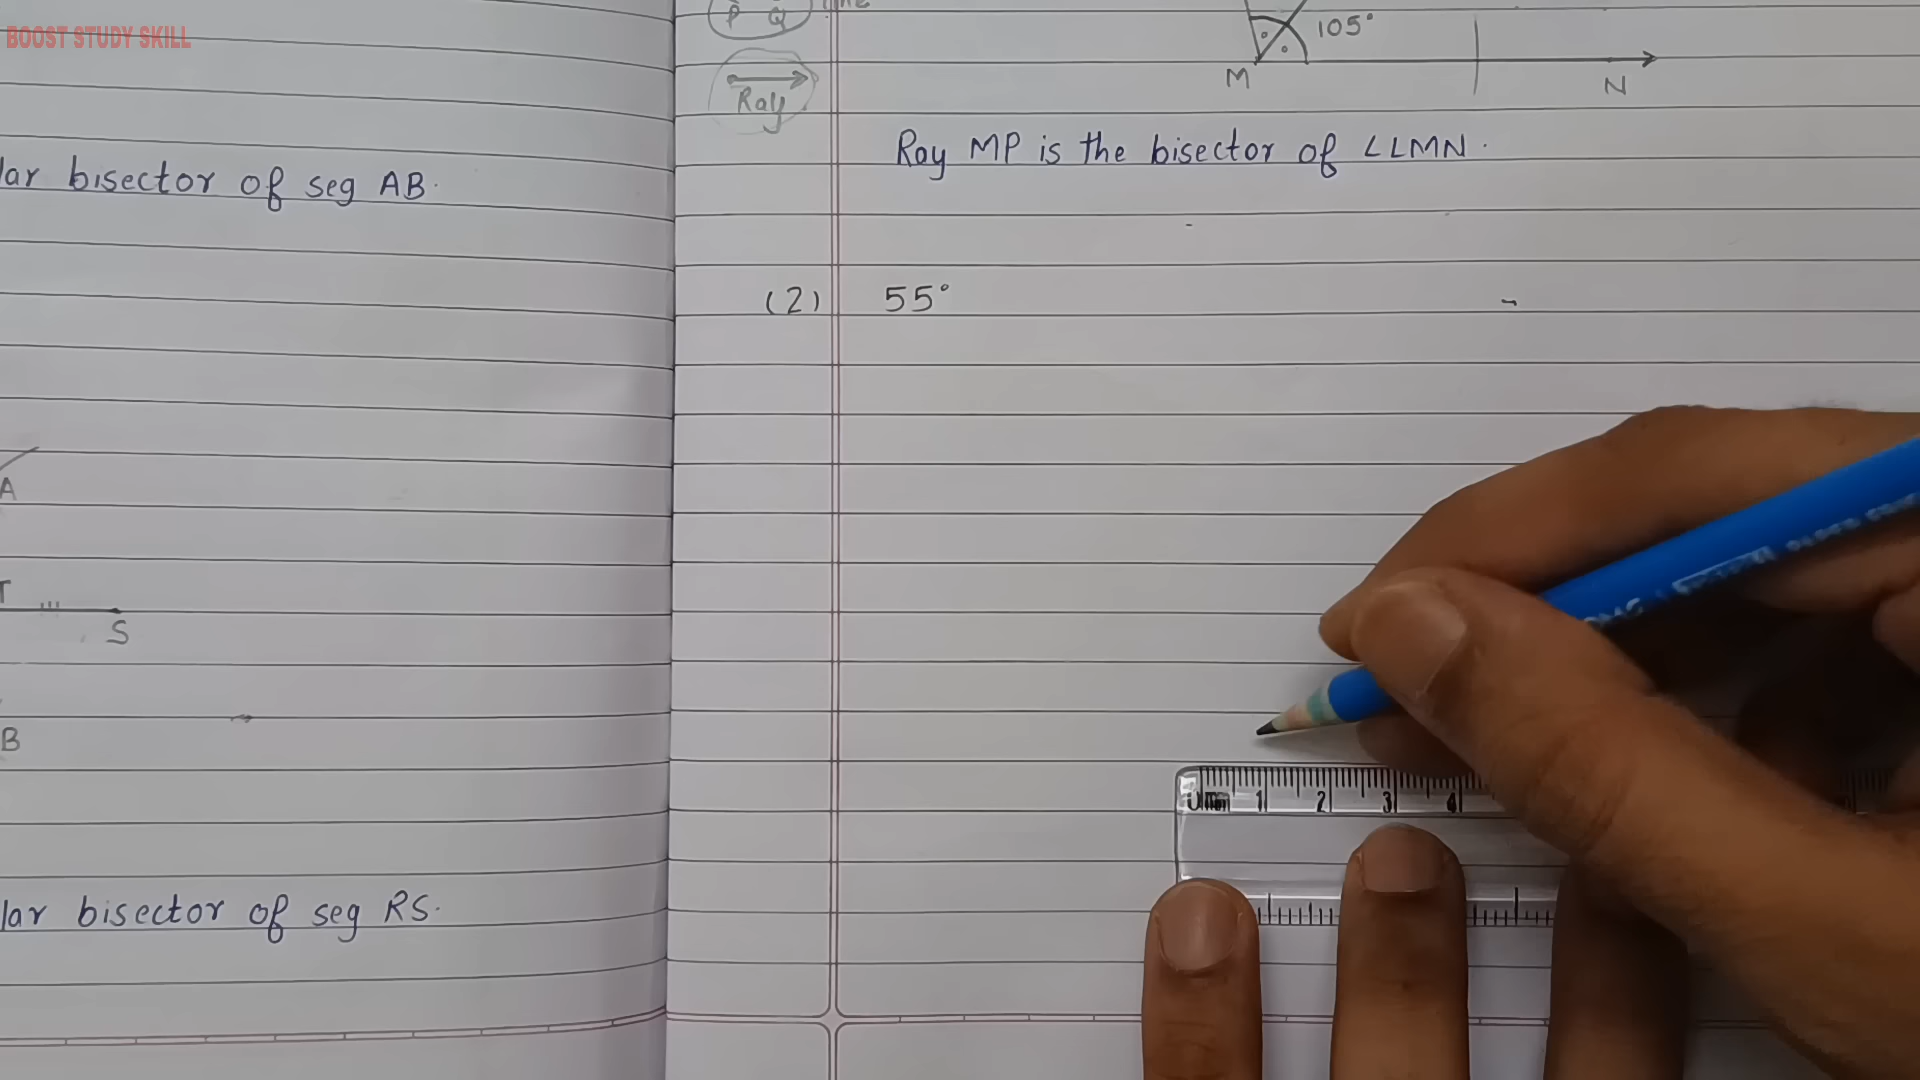 BOOST STUDY SKILL
lar bisector of seg AB.
A
T
S
B
lar bisector of seg RS.
P Q
Ray
105°
M
N
Ray MP is the bisector of ∠LMN.
(2) 55°
0 1 2 3 4